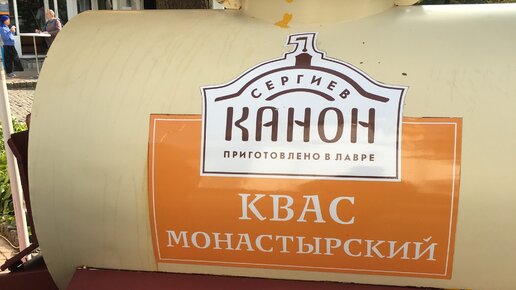 СЕРГИЕВ
КАНОН
ПРИГОТОВЛЕНО В ЛАВРЕ
КВАС
МОНАСТЫРСКИЙ